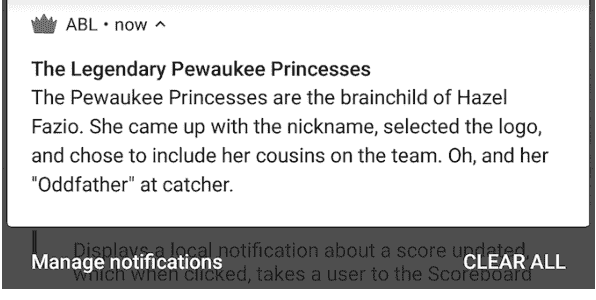 ABL • now
The Legendary Pewaukee Princesses
The Pewaukee Princesses are the brainchild of Hazel
Fazio. She came up with the nickname, selected the logo,
and chose to include her cousins on the team. Oh, and her
"Oddfather" at catcher.
Displays a local notification about a score updated
Manage notifications CLEAR ALL
which when clicked, takes a user to the Scoreboard